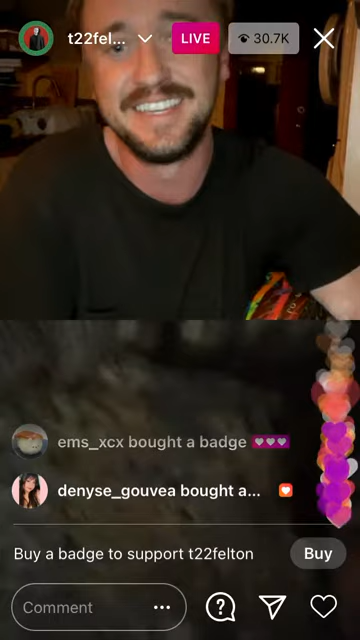 t22fel...
LIVE
30.7K
ems_xcx bought a badge
denyse_gouvea bought a...
Buy a badge to support t22felton
Buy
Comment